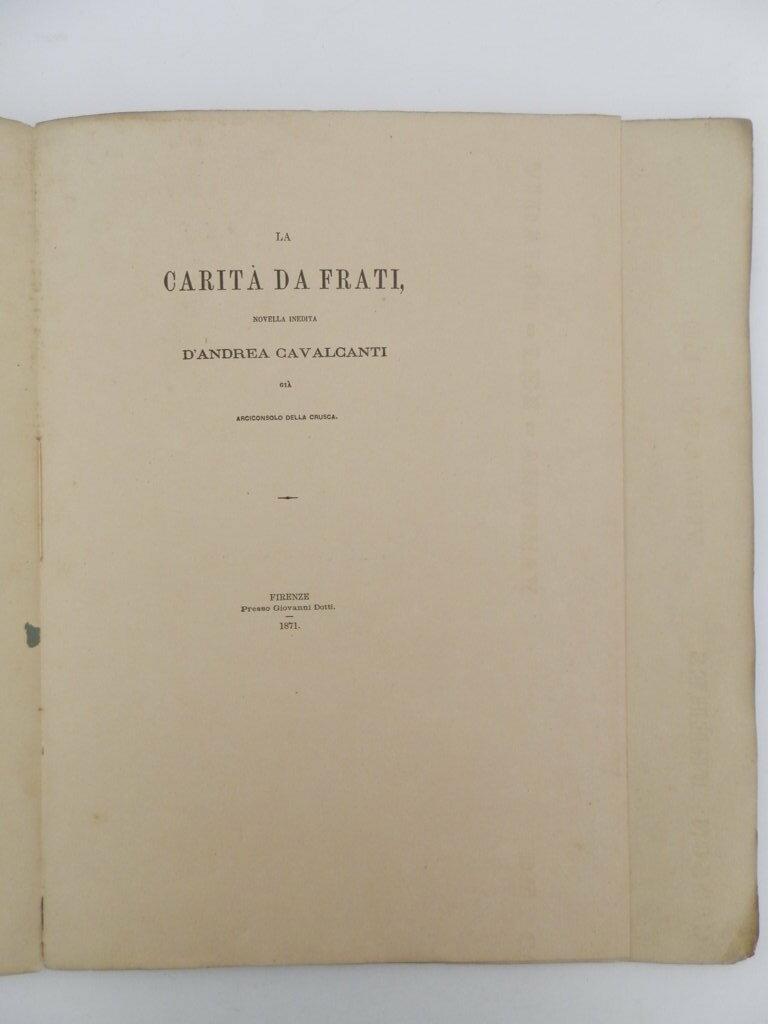 LA
CARITÀ DA FRATI,
NOVELLA INEDITA
D'ANDREA CAVALCANTI
GIÀ
ARCICONSOLO DELLA CRUSCA.
FIRENZE
Presso Giovanni Dotti.
1871.